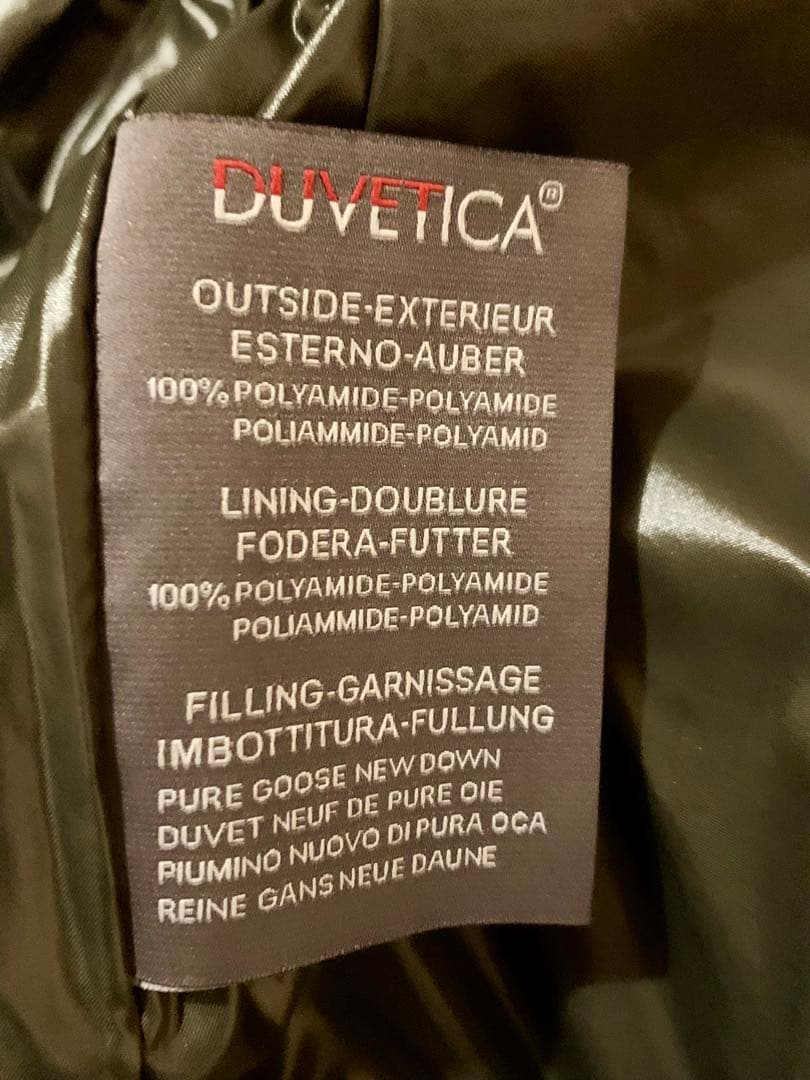 DUVETICA®
OUTSIDE-EXTERIEUR
ESTERNO-AUBER
100% POLYAMIDE-POLYAMIDE
POLIAMMIDE-POLYAMID
LINING-DOUBLURE
FODERA-FUTTER
100% POLYAMIDE-POLYAMIDE
POLIAMMIDE-POLYAMID
FILLING-GARNISSAGE
IMBOTTITURA-FULLUNG
PURE GOOSE NEW DOWN
DUVET NEUF DE PURE OIE
PIUMINO NUOVO DI PURA OCA
REINE GANS NEUE DAUNE